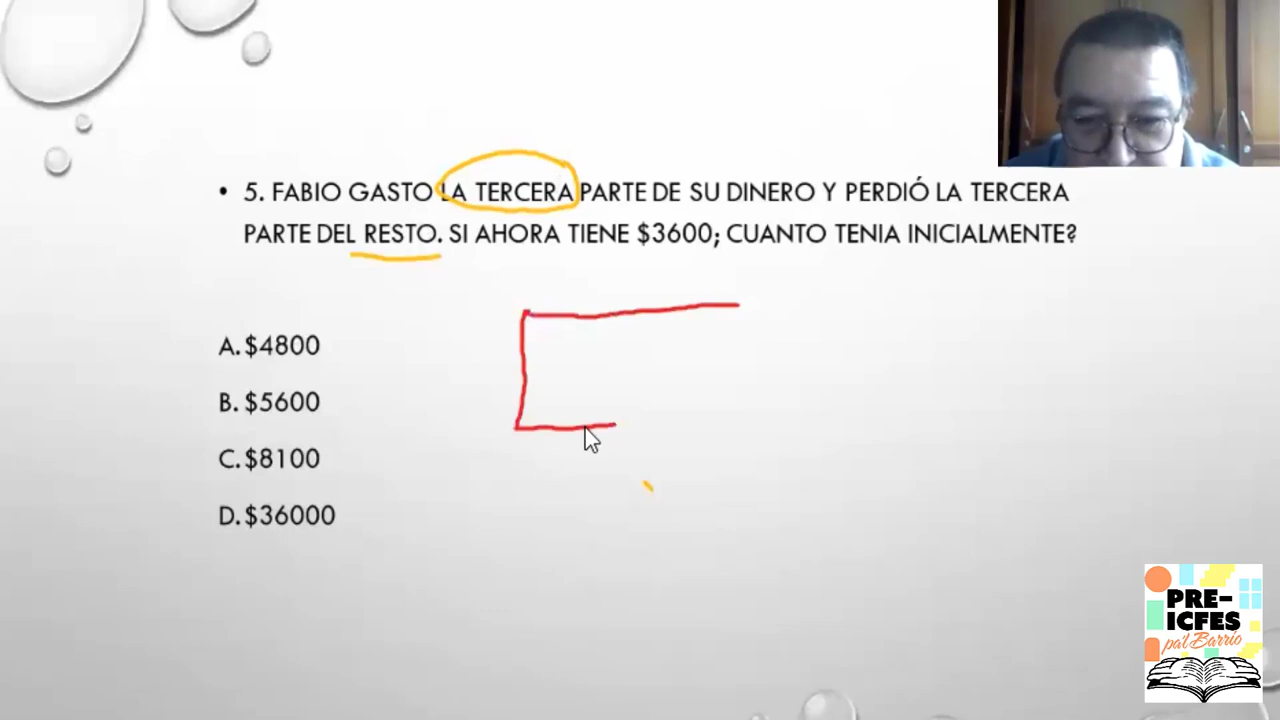 • 5. FABIO GASTO LA TERCERA PARTE DE SU DINERO Y PERDIÓ LA TERCERA
PARTE DEL RESTO. SI AHORA TIENE $3600; CUANTO TENIA INICIALMENTE?
A. $4800
B. $5600
C. $8100
D. $36000
PRE-
ICFES
pa'l Barrio